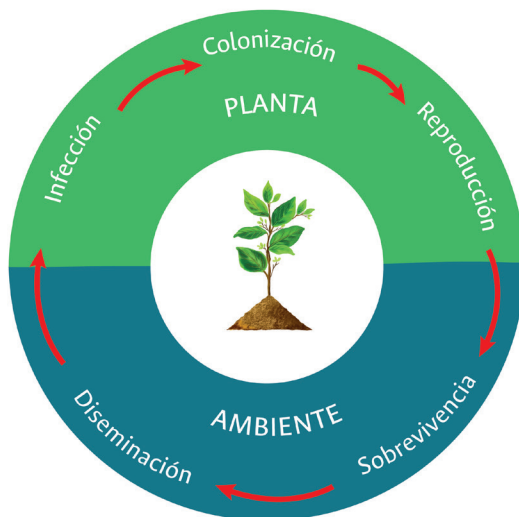 Colonización
PLANTA
Infección
Reproducción
Diseminación
AMBIENTE
Sobrevivencia